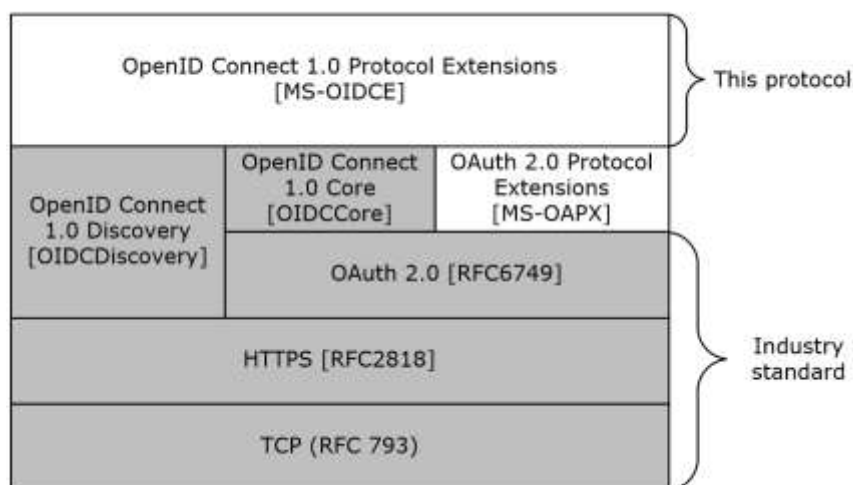 OpenID Connect 1.0 Protocol Extensions
[MS-OIDCE]
This protocol
OpenID Connect
1.0 Discovery
[OIDCDiscovery]
OpenID Connect
1.0 Core
[OIDCCore]
OAuth 2.0 Protocol
Extensions
[MS-OAPX]
OAuth 2.0 [RFC6749]
HTTPS [RFC2818]
Industry
standard
TCP (RFC 793)